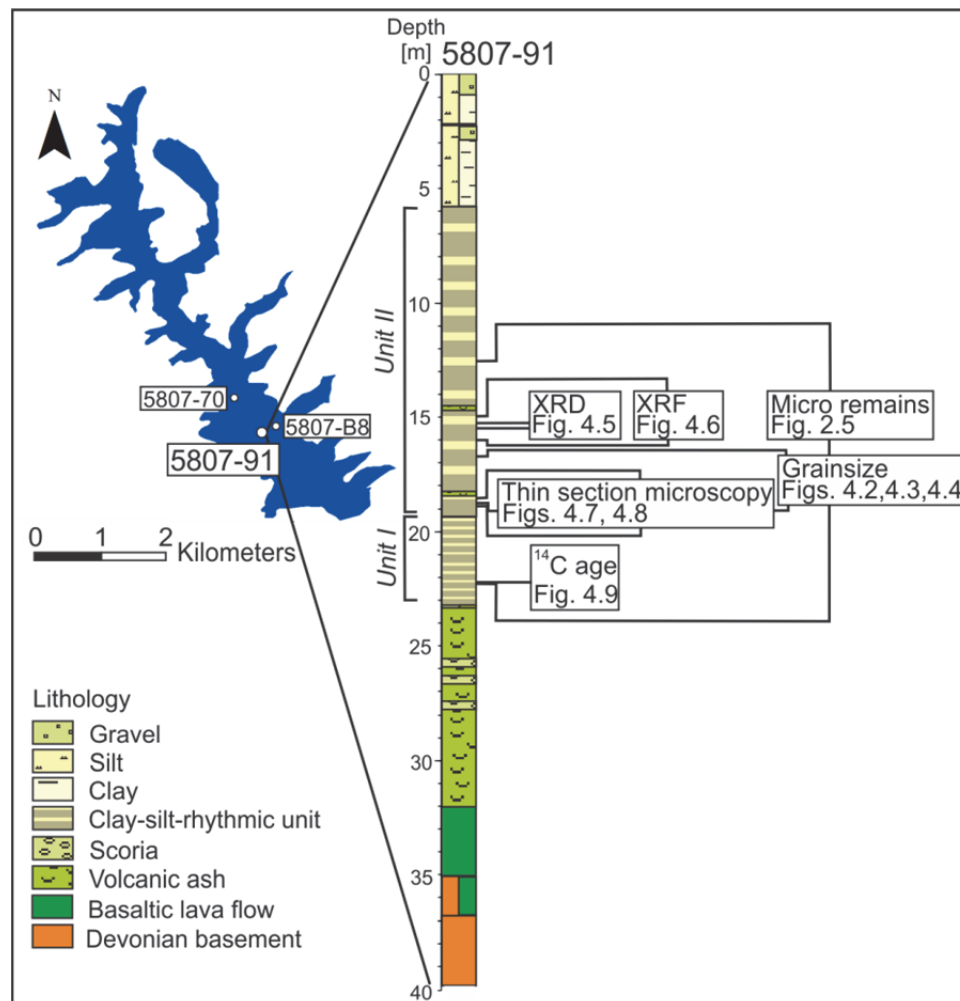 Depth
[m] 5807-91
0
5
10
15
20
25
30
35
40
N
5807-70
5807-B8
5807-91
0 1 2
Kilometers
Unit II
Unit I
XRD
Fig. 4.5
XRF
Fig. 4.6
Micro remains
Fig. 2.5
Grainsize
Figs. 4.2,4.3,4.4
Thin section microscopy
Figs. 4.7, 4.8
14C age
Fig. 4.9
Lithology
Gravel
Silt
Clay
Clay-silt-rhythmic unit
Scoria
Volcanic ash
Basaltic lava flow
Devonian basement